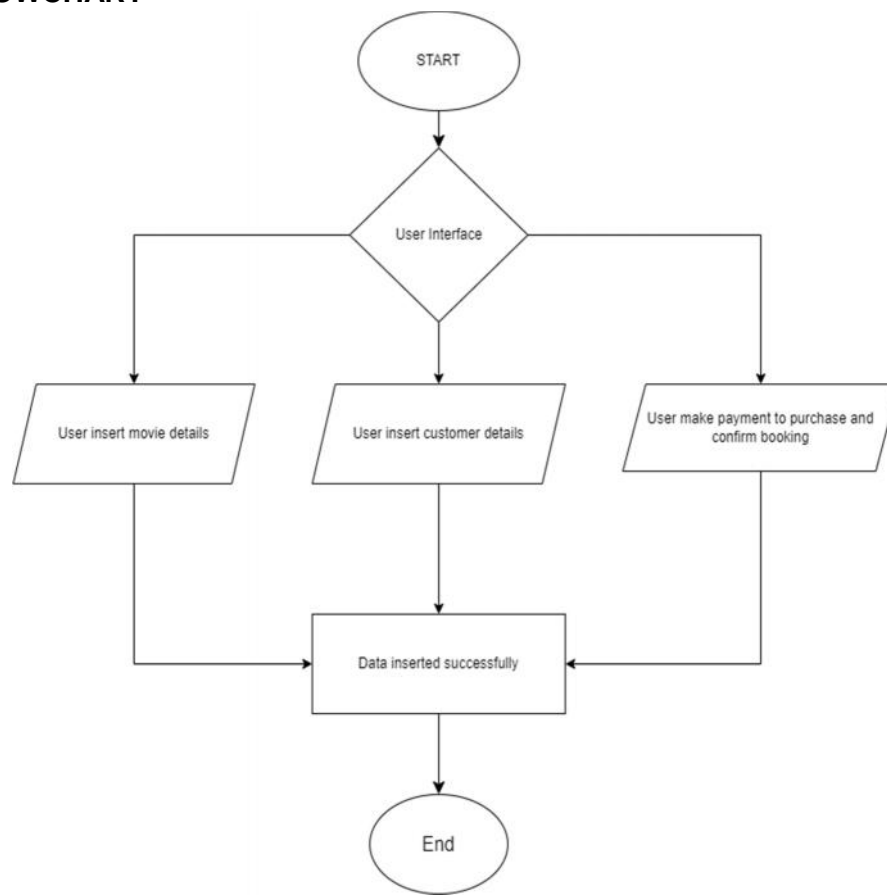 START
User Interface
User insert movie details
User insert customer details
User make payment to purchase and
confirm booking
Data inserted successfully
End